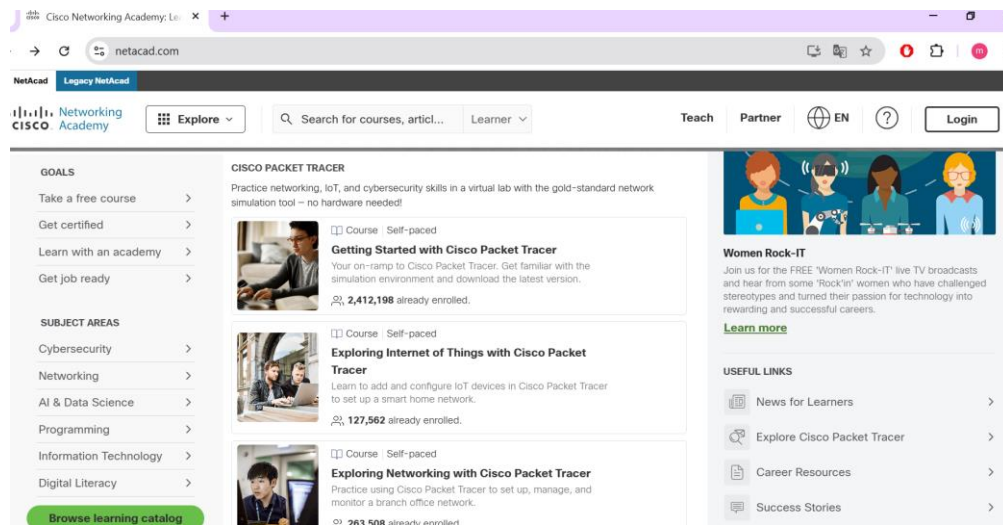 Cisco Networking Academy: Le
netacad.com
NetAcad
Legacy NetAcad
CISCO
Networking
Academy
Explore
Search for courses, articl...
Learner
Teach
Partner
EN
?
Login
GOALS
Take a free course
Get certified
Learn with an academy
Get job ready
SUBJECT AREAS
Cybersecurity
Networking
AI & Data Science
Programming
Information Technology
Digital Literacy
Browse learning catalog
CISCO PACKET TRACER
Practice networking, IoT, and cybersecurity skills in a virtual lab with the gold-standard network
simulation tool – no hardware needed!
Course Self-paced
Getting Started with Cisco Packet Tracer
Your on-ramp to Cisco Packet Tracer. Get familiar with the
simulation environment and download the latest version.
2,412,198 already enrolled.
Course Self-paced
Exploring Internet of Things with Cisco Packet
Tracer
Learn to add and configure IoT devices in Cisco Packet Tracer
to set up a smart home network.
127,562 already enrolled.
Course Self-paced
Exploring Networking with Cisco Packet Tracer
Practice using Cisco Packet Tracer to set up, manage, and
monitor a branch office network.
263,508 already enrolled
Women Rock-IT
Join us for the FREE 'Women Rock-IT' live TV broadcasts
and hear from some 'Rock'in' women who have challenged
stereotypes and turned their passion for technology into
rewarding and successful careers.
Learn more
USEFUL LINKS
News for Learners
Explore Cisco Packet Tracer
Career Resources
Success Stories